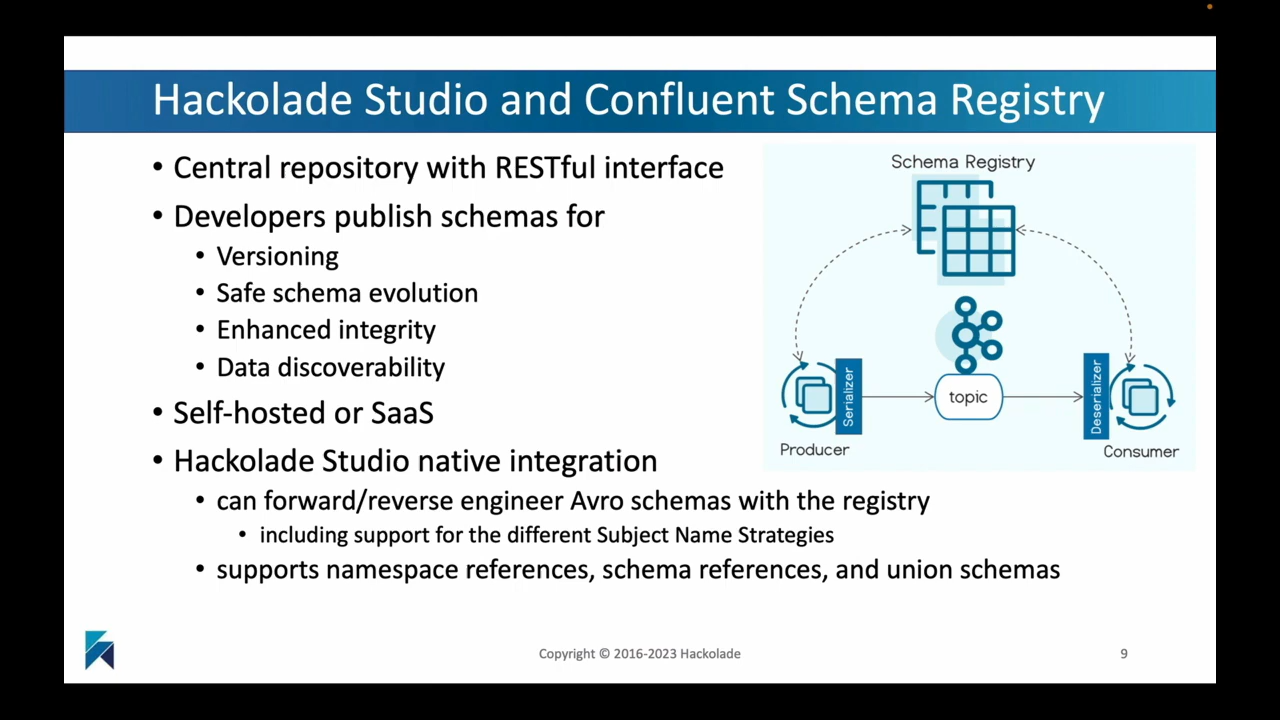 Hackolade Studio and Confluent Schema Registry
• Central repository with RESTful interface
• Developers publish schemas for
• Versioning
• Safe schema evolution
• Enhanced integrity
• Data discoverability
• Self-hosted or SaaS
• Hackolade Studio native integration
• can forward/reverse engineer Avro schemas with the registry
• including support for the different Subject Name Strategies
• supports namespace references, schema references, and union schemas
Schema Registry
Serializer
topic
Deserializer
Producer
Consumer
Copyright © 2016-2023 Hackolade
9